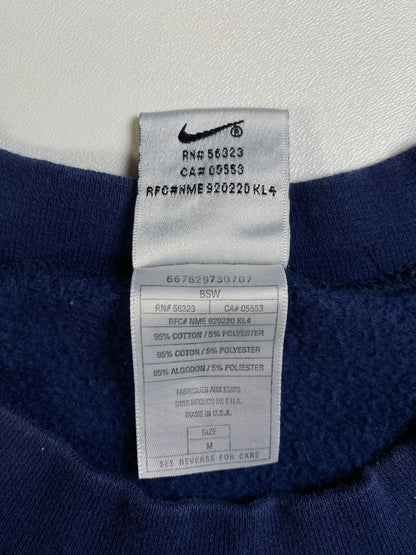 ®
RN# 56323
CA# 05553
RFC#NME 920220 KL4
667629730707
BSW
RN# 56323 CA# 05553
RFC# NME 920220 KL4
95% COTTON / 5% POLYESTER
95% COTON / 5% POLYESTER
95% ALGODON / 5% POLIESTER
FABRIQUES AUX ETATS
UNIS HECHOS EN E.U.A.
MADE IN U.S.A.
SIZE
M
SEE REVERSE FOR CARE